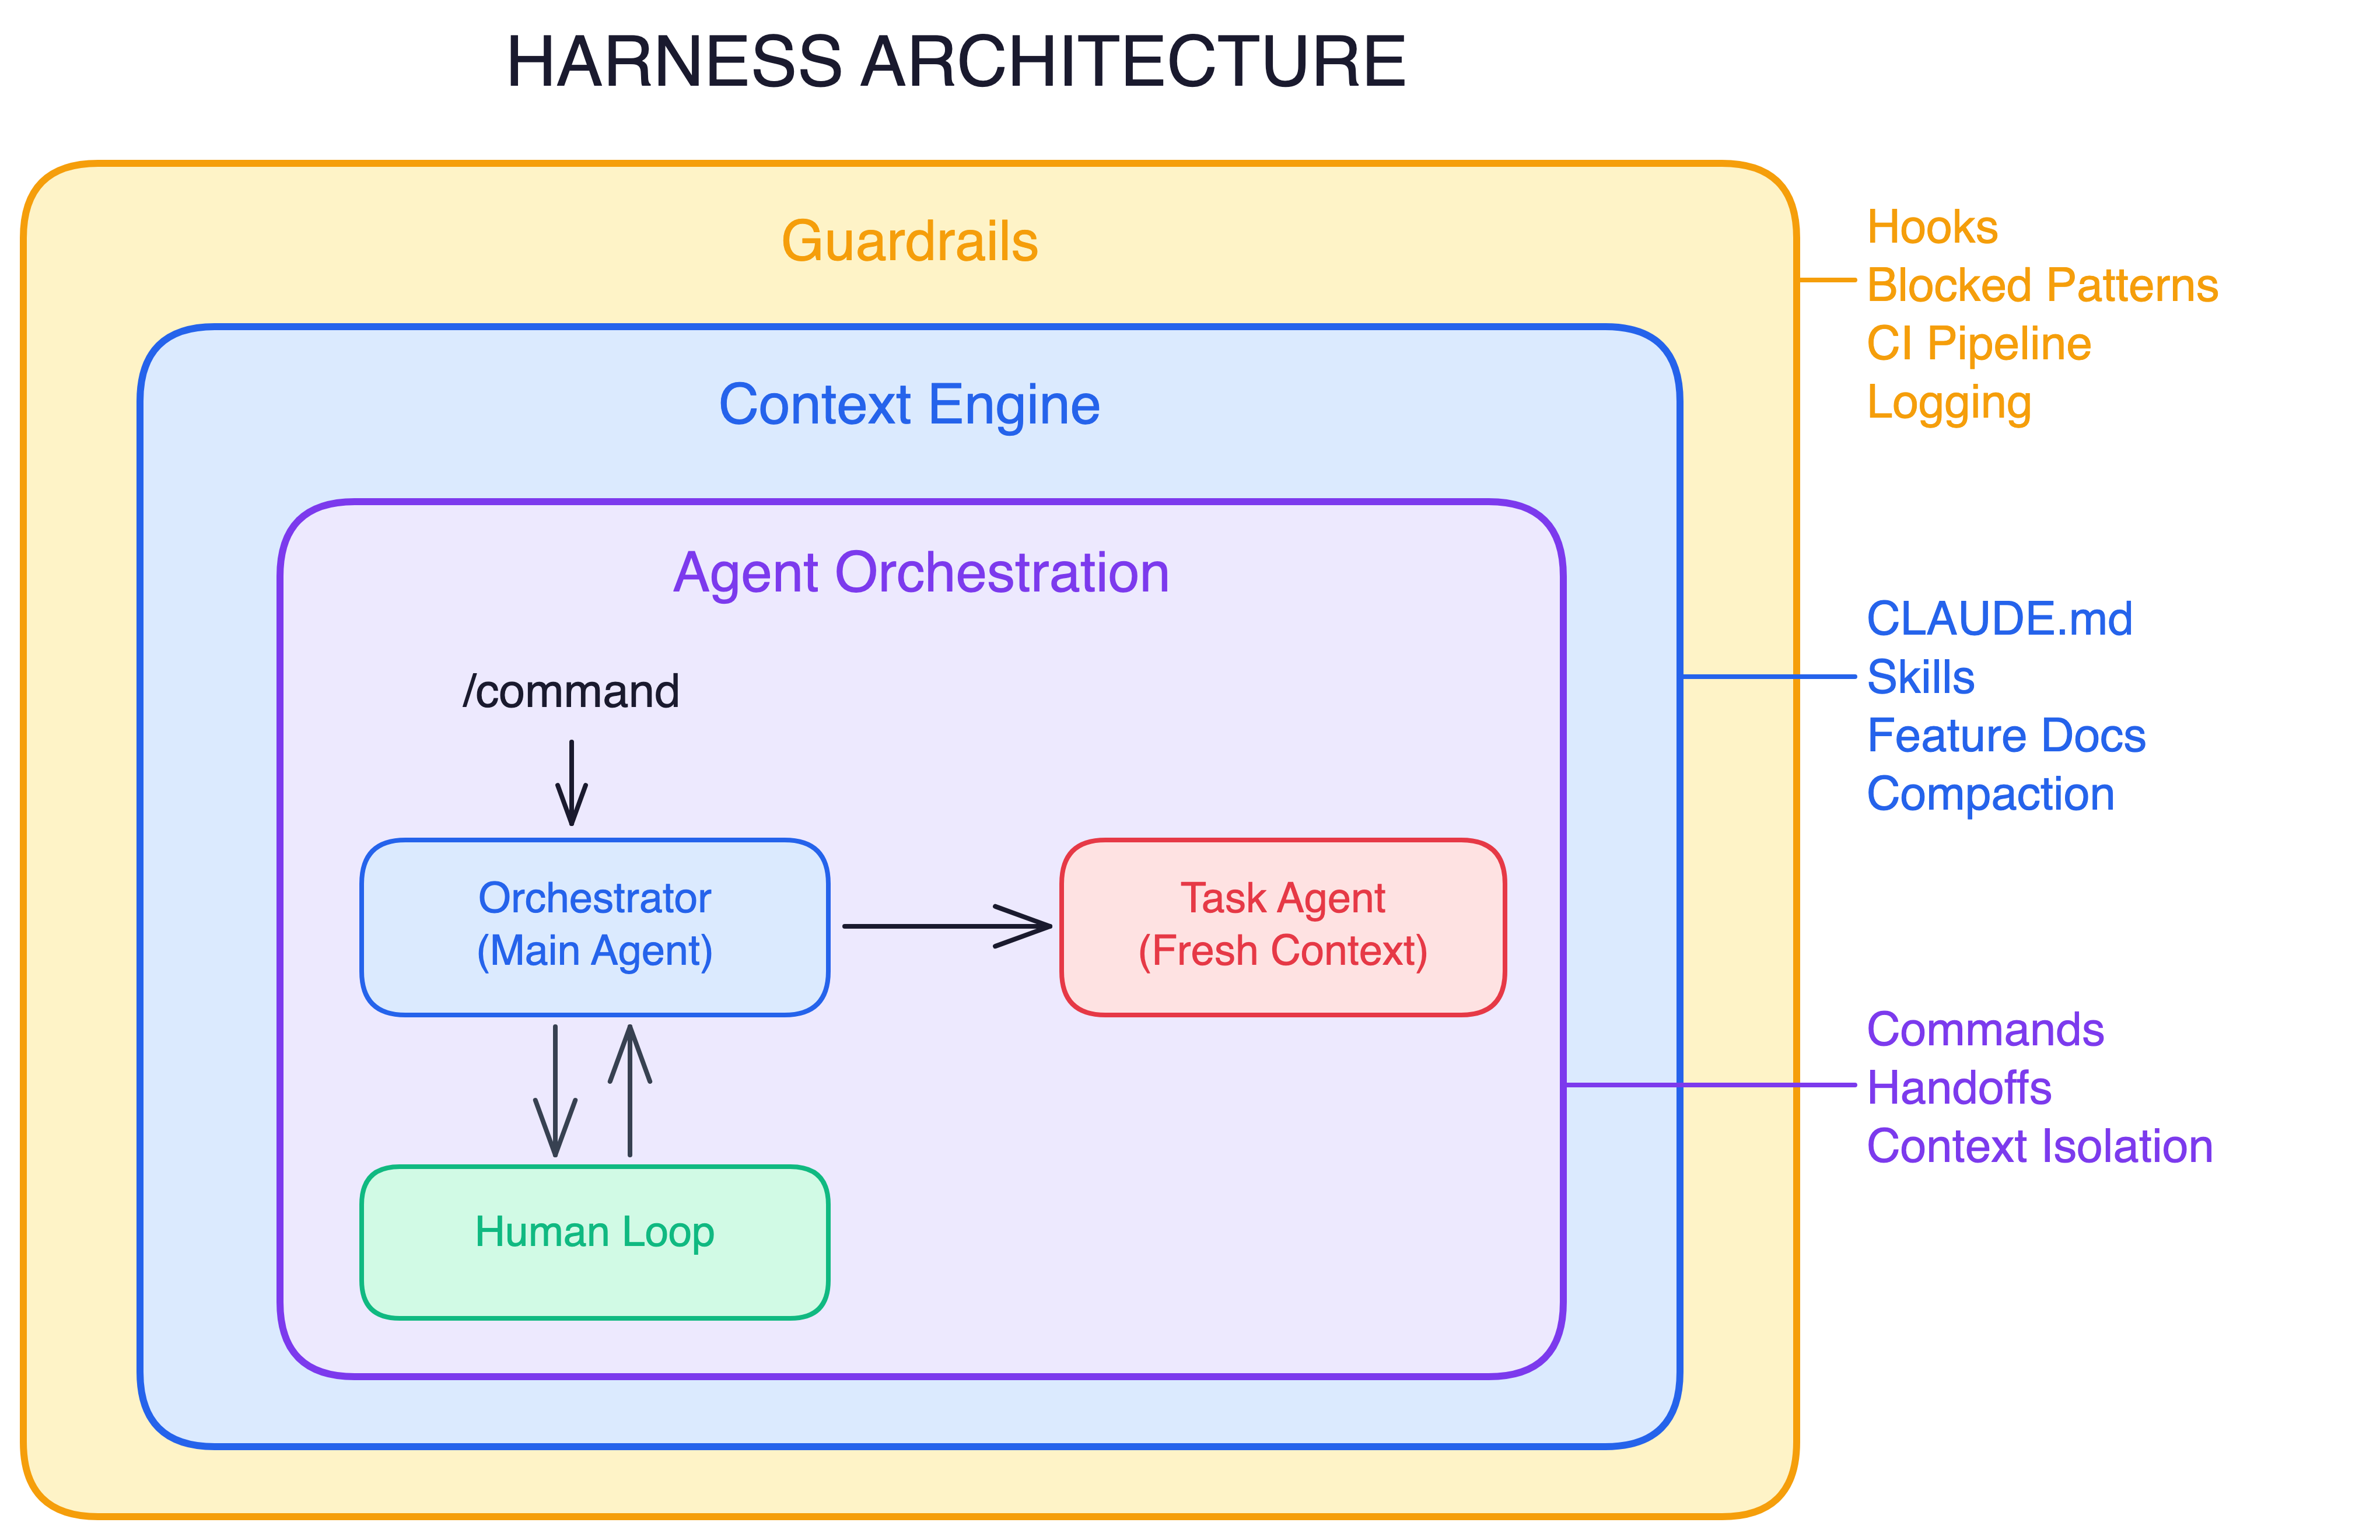 HARNESS ARCHITECTURE
Guardrails
Hooks
Blocked Patterns
CI Pipeline
Logging
Context Engine
CLAUDE.md
Skills
Feature Docs
Compaction
Agent Orchestration
/command
Orchestrator
(Main Agent)
Task Agent
(Fresh Context)
Human Loop
Commands
Handoffs
Context Isolation